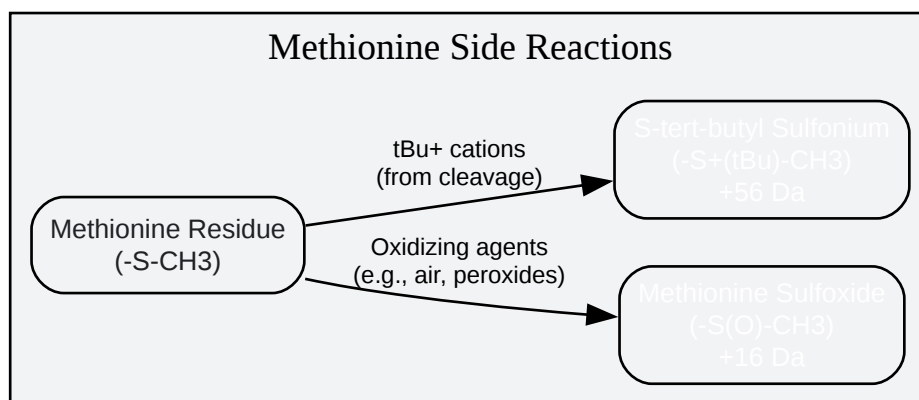 Methionine Side Reactions
tBu+ cations
(from cleavage)
S-tert-butyl Sulfonium
(-S+(tBu)-CH3)
+56 Da
Methionine Residue
(-S-CH3)
Oxidizing agents
(e.g., air, peroxides)
Methionine Sulfoxide
(-S(O)-CH3)
+16 Da